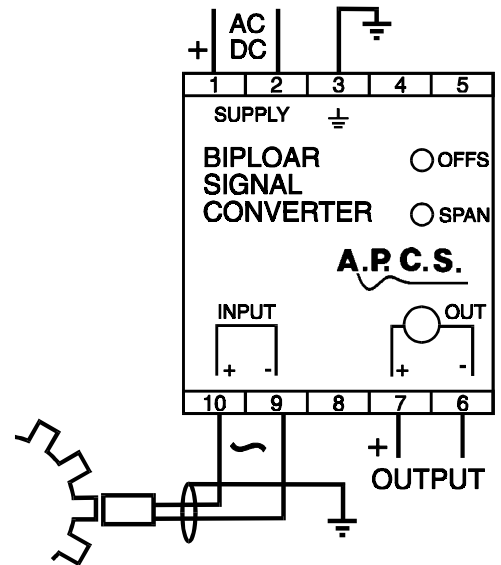 AC
+ DC
1 2 3 4 5
SUPPLY
BIPLOAR OFFS
SIGNAL
CONVERTER SPAN
A.P.C.S.
INPUT OUT
+ - + -
10 9 8 7 6
+
OUTPUT